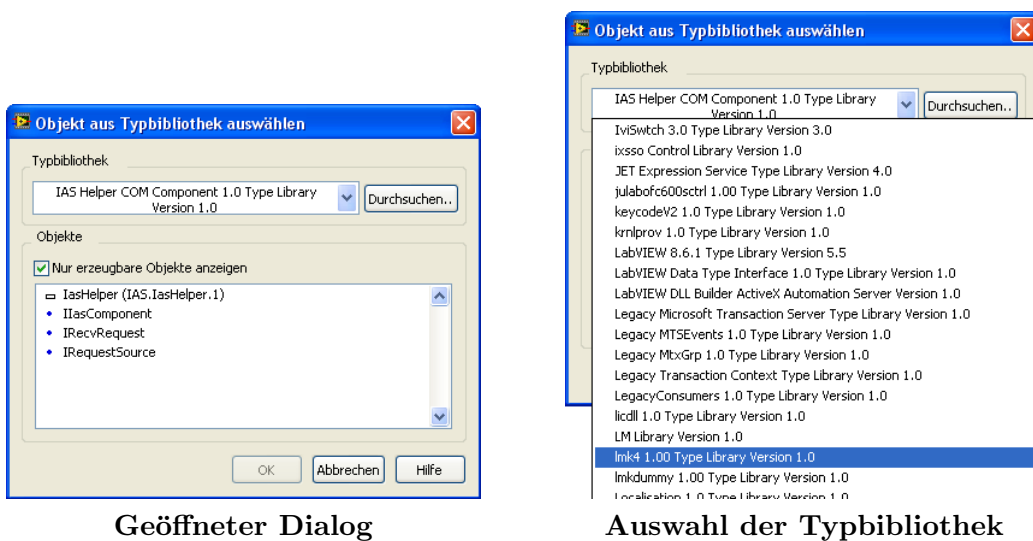 Objekt aus Typbibliothek auswählen
Typbibliothek
IAS Helper COM Component 1.0 Type Library
Version 1.0
Durchsuchen..
Objekte
Nur erzeugbare Objekte anzeigen
IasHelper (IAS.IasHelper.1)
IIasComponent
IRecvRequest
IRequestSource
OK
Abbrechen
Hilfe
Geöffneter Dialog
Objekt aus Typbibliothek auswählen
Typbibliothek
IAS Helper COM Component 1.0 Type Library
Version 1.0
Durchsuchen..
IviSwtch 3.0 Type Library Version 3.0
ixsso Control Library Version 1.0
JET Expression Service Type Library Version 4.0
julabofc600sctrl 1.00 Type Library Version 1.0
keycodeV2 1.0 Type Library Version 1.0
krnlprov 1.0 Type Library Version 1.0
LabVIEW 8.6.1 Type Library Version 5.5
LabVIEW Data Type Interface 1.0 Type Library Version 1.0
LabVIEW DLL Builder ActiveX Automation Server Version 1.0
Legacy Microsoft Transaction Server Type Library Version 1.0
Legacy MTSEvents 1.0 Type Library Version 1.0
Legacy MtxGrp 1.0 Type Library Version 1.0
Legacy Transaction Context Type Library Version 1.0
LegacyConsumers 1.0 Type Library Version 1.0
licdll 1.0 Type Library Version 1.0
LM Library Version 1.0
lmk4 1.00 Type Library Version 1.0
lmkdummy 1.00 Type Library Version 1.0
Localisation 1.0 Type Library Version 1.0
Auswahl der Typbibliothek